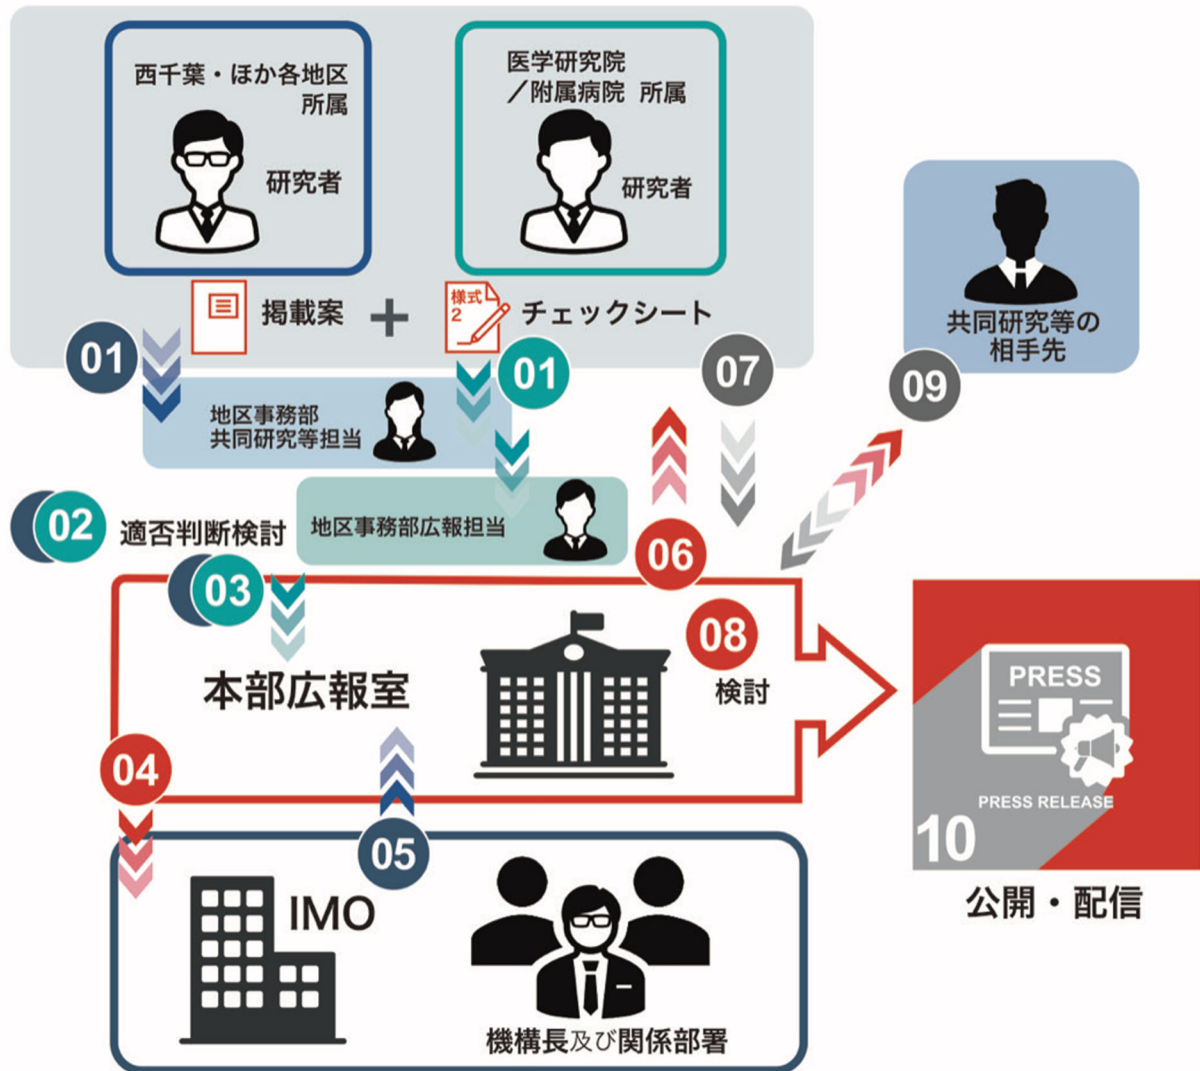 西千葉・ほか各地区
所属
研究者
医学研究院
／附属病院 所属
研究者
掲載案
+
様式
2
チェックシート
01
01
07
09
共同研究等の
相手先
地区事務部
共同研究等担当
02
適否判断検討
地区事務部広報担当
06
03
08
検討
本部広報室
04
05
IMO
機構長及び関係部署
PRESS
PRESS RELEASE
10
公開・配信